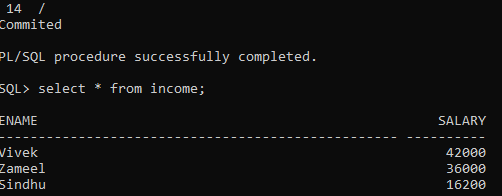 14  /
Commited
PL/SQL procedure successfully completed.
SQL> select * from income;
ENAME                                                  SALARY
-------------------------------------------------- ----------
Vivek                                                   42000
Zameel                                                  36000
Sindhu                                                  16200